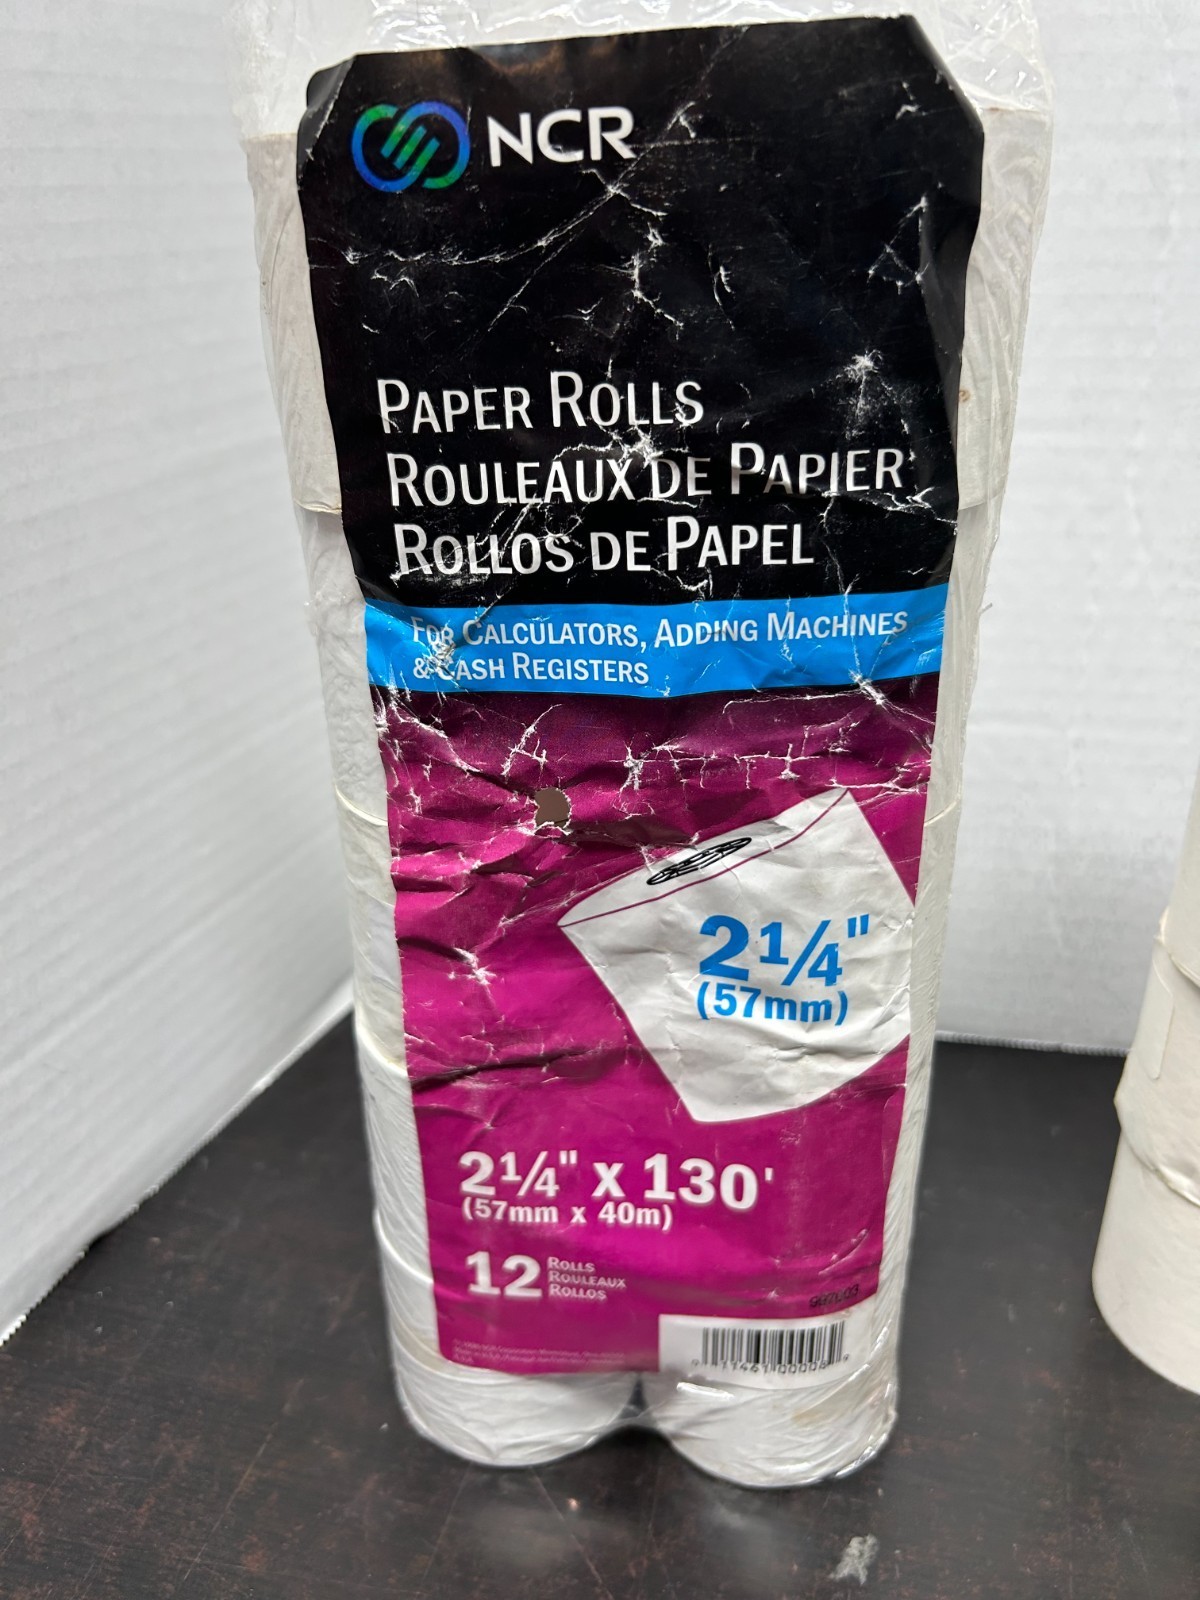 NCR
PAPER ROLLS
ROULEAUX DE PAPIER
ROLLOS DE PAPEL
FOR CALCULATORS, ADDING MACHINES
& CASH REGISTERS
2¼"
(57mm)
2¼" x 130'
(57mm x 40m)
12 ROLLS
ROULEAUX
ROLLOS